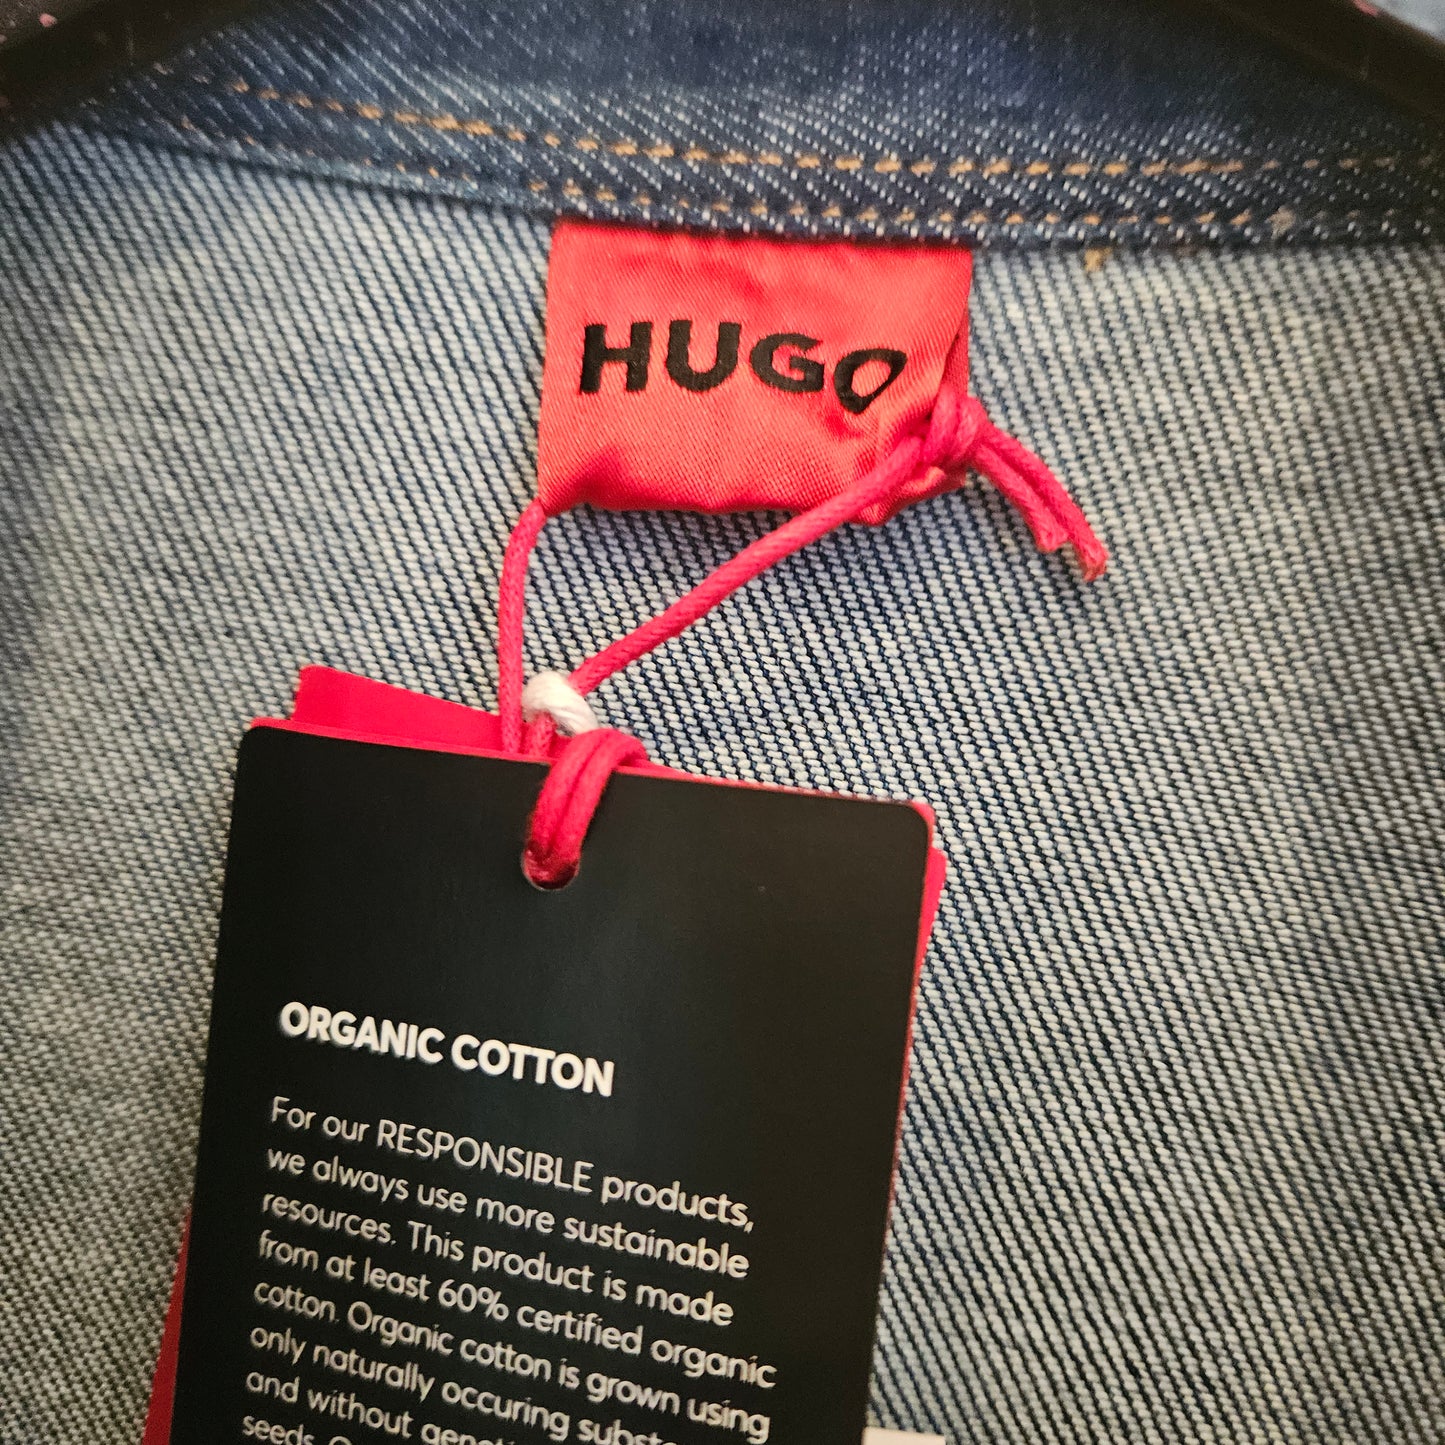 HUGO
ORGANIC COTTON
For our RESPONSIBLE products,
we always use more sustainable
resources. This product is made
from at least 60% certified organic
cotton. Organic cotton is grown using
only naturally occuring
and without
seeds.